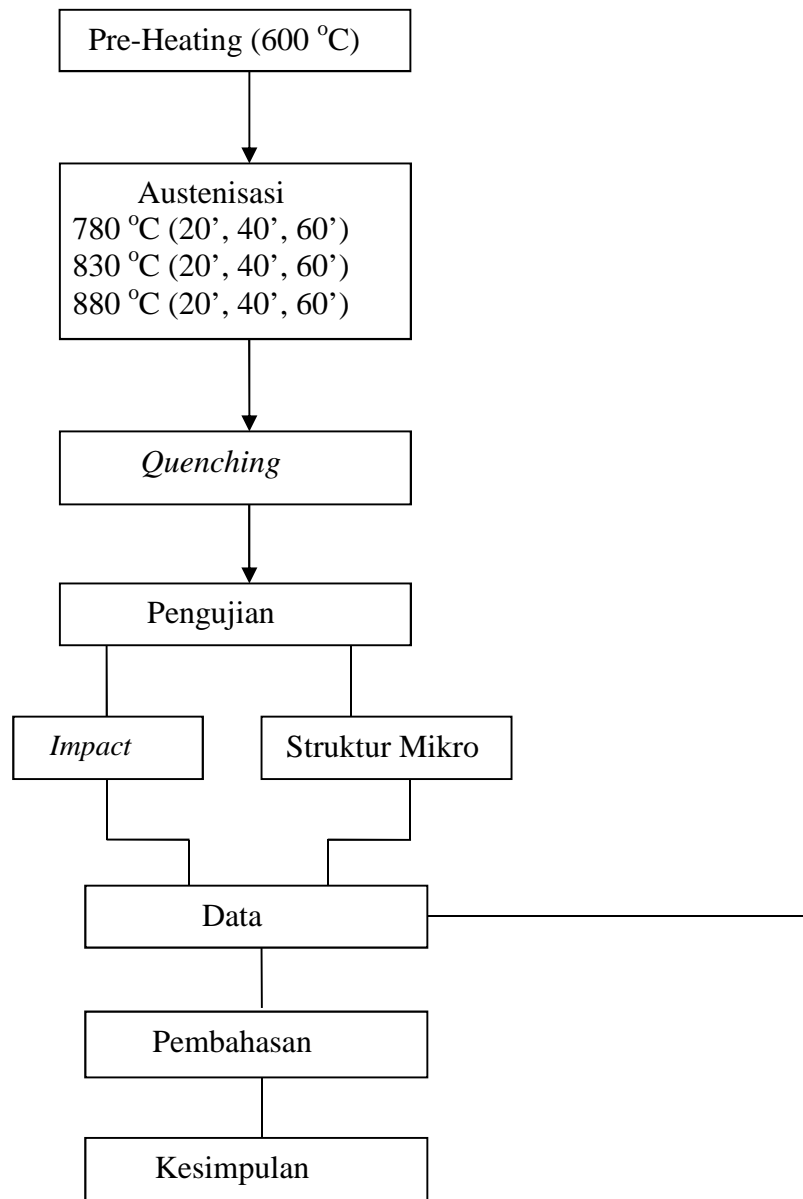 Pre-Heating (600 °C)
Austenisasi
780 °C (20’, 40’, 60’)
830 °C (20’, 40’, 60’)
880 °C (20’, 40’, 60’)
Quenching
Pengujian
Impact
Struktur Mikro
Data
Pembahasan
Kesimpulan